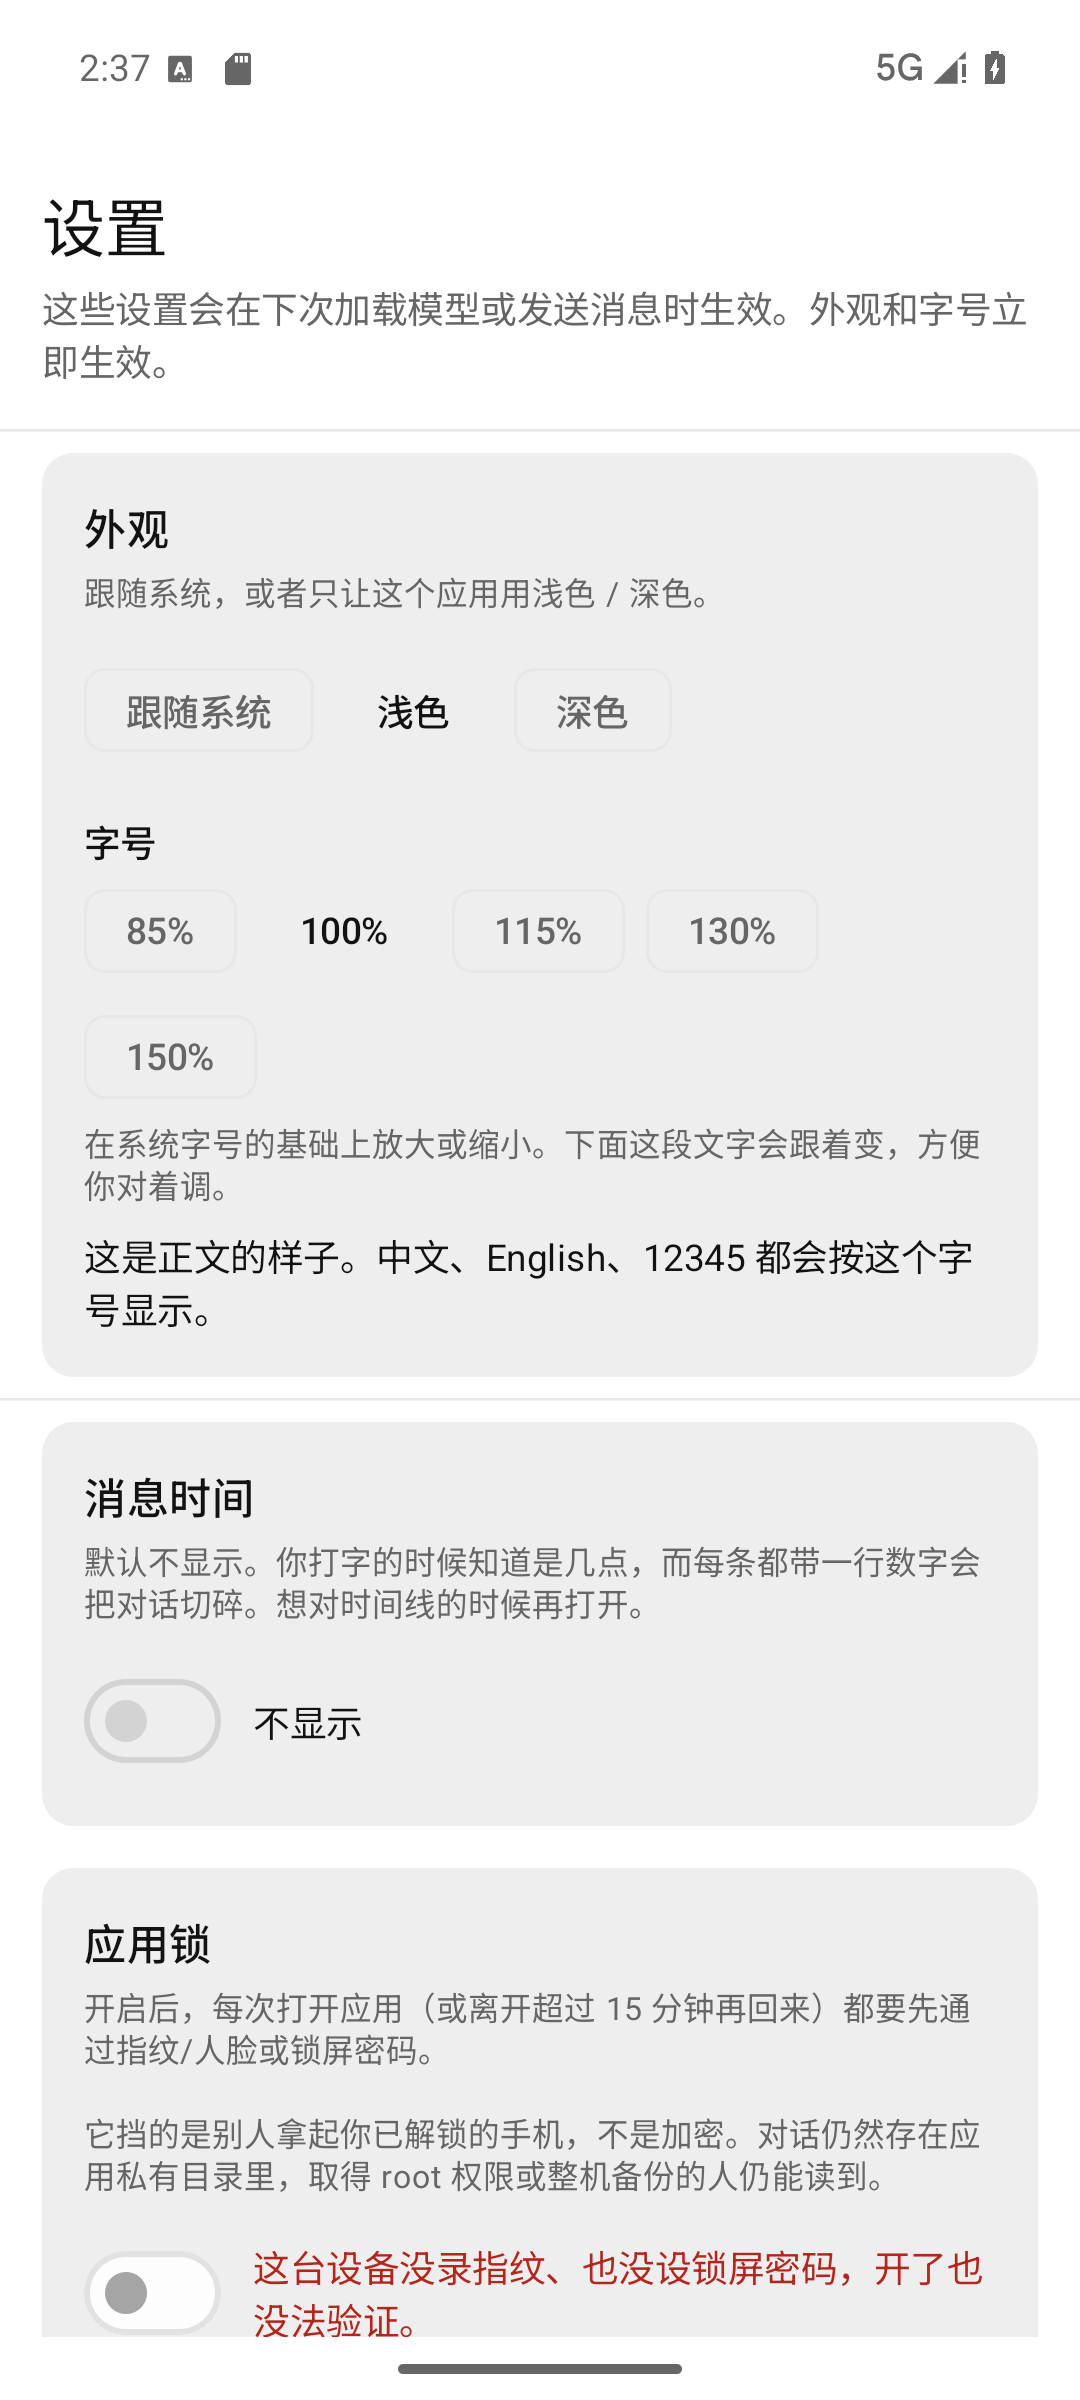 2:37
5G
设置
这些设置会在下次加载模型或发送消息时生效。外观和字号立
即生效。
外观
跟随系统，或者只让这个应用用浅色 / 深色。
跟随系统 浅色 深色
字号
85% 100% 115% 130%
150%
在系统字号的基础上放大或缩小。下面这段文字会跟着变，方便
你对着调。
这是正文的样子。中文、English、12345 都会按这个字
号显示。
消息时间
默认不显示。你打字的时候知道是几点，而每条都带一行数字会
把对话切碎。想对时间线的时候再打开。
不显示
应用锁
开启后，每次打开应用（或离开超过 15 分钟再回来）都要先通
过指纹/人脸或锁屏密码。
它挡的是别人拿起你已解锁的手机，不是加密。对话仍然存在应
用私有目录里，取得 root 权限或整机备份的人仍能读到。
这台设备没录指纹、也没设锁屏密码，开了也
没法验证。